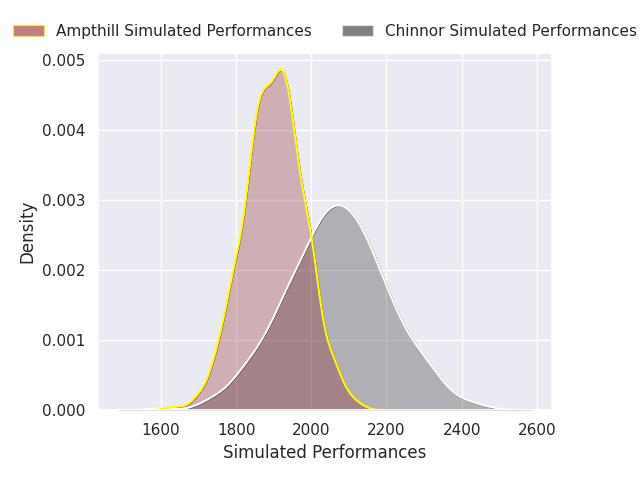 Ampthill Simulated Performances Chinnor Simulated Performances
0.005
0.004
0.003
0.002
0.001
0.000
Density
1600 1800 2000 2200 2400 2600
Simulated Performances